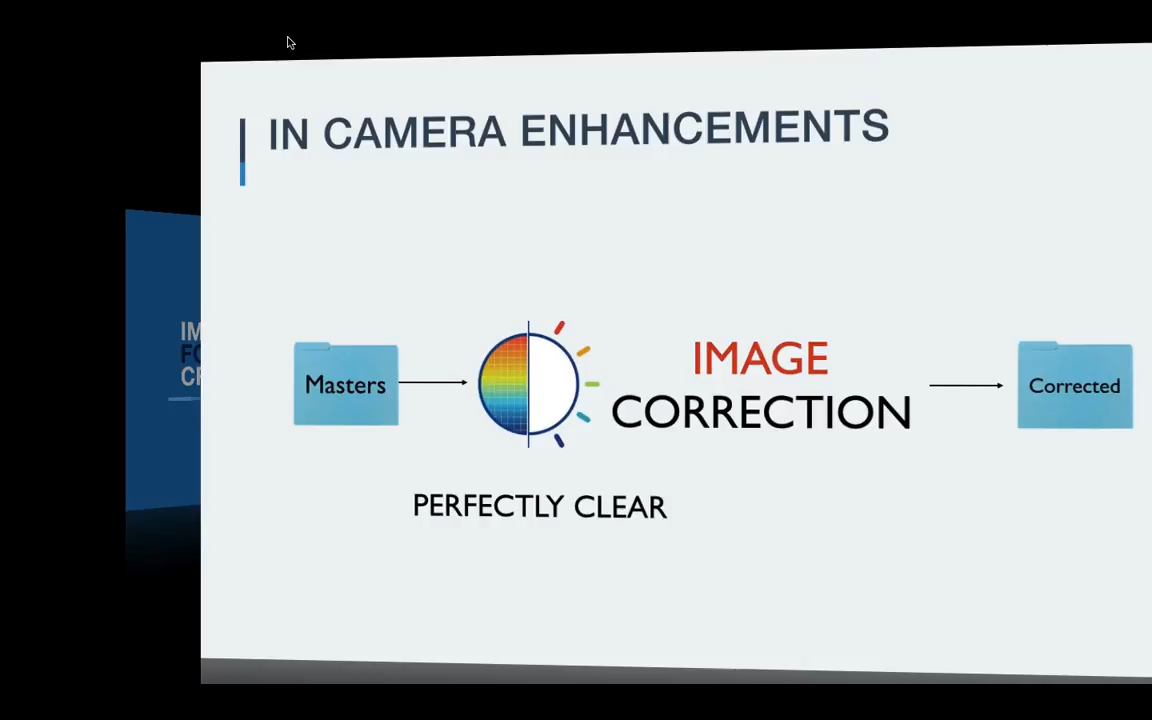 IN CAMERA ENHANCEMENTS
Masters
IMAGE
CORRECTION
Corrected
PERFECTLY CLEAR